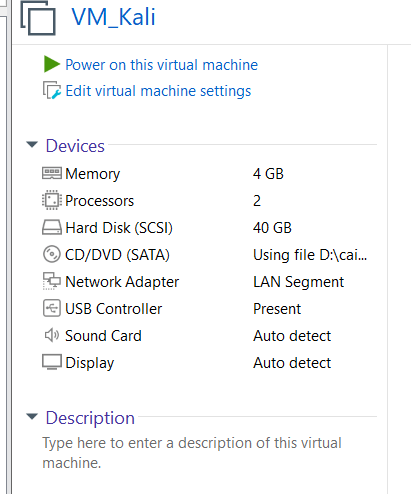 VM_Kali
Power on this virtual machine
Edit virtual machine settings
Devices
Memory 4 GB
Processors 2
Hard Disk (SCSI) 40 GB
CD/DVD (SATA) Using file D:\cai...
Network Adapter LAN Segment
USB Controller Present
Sound Card Auto detect
Display Auto detect
Description
Type here to enter a description of this virtual
machine.